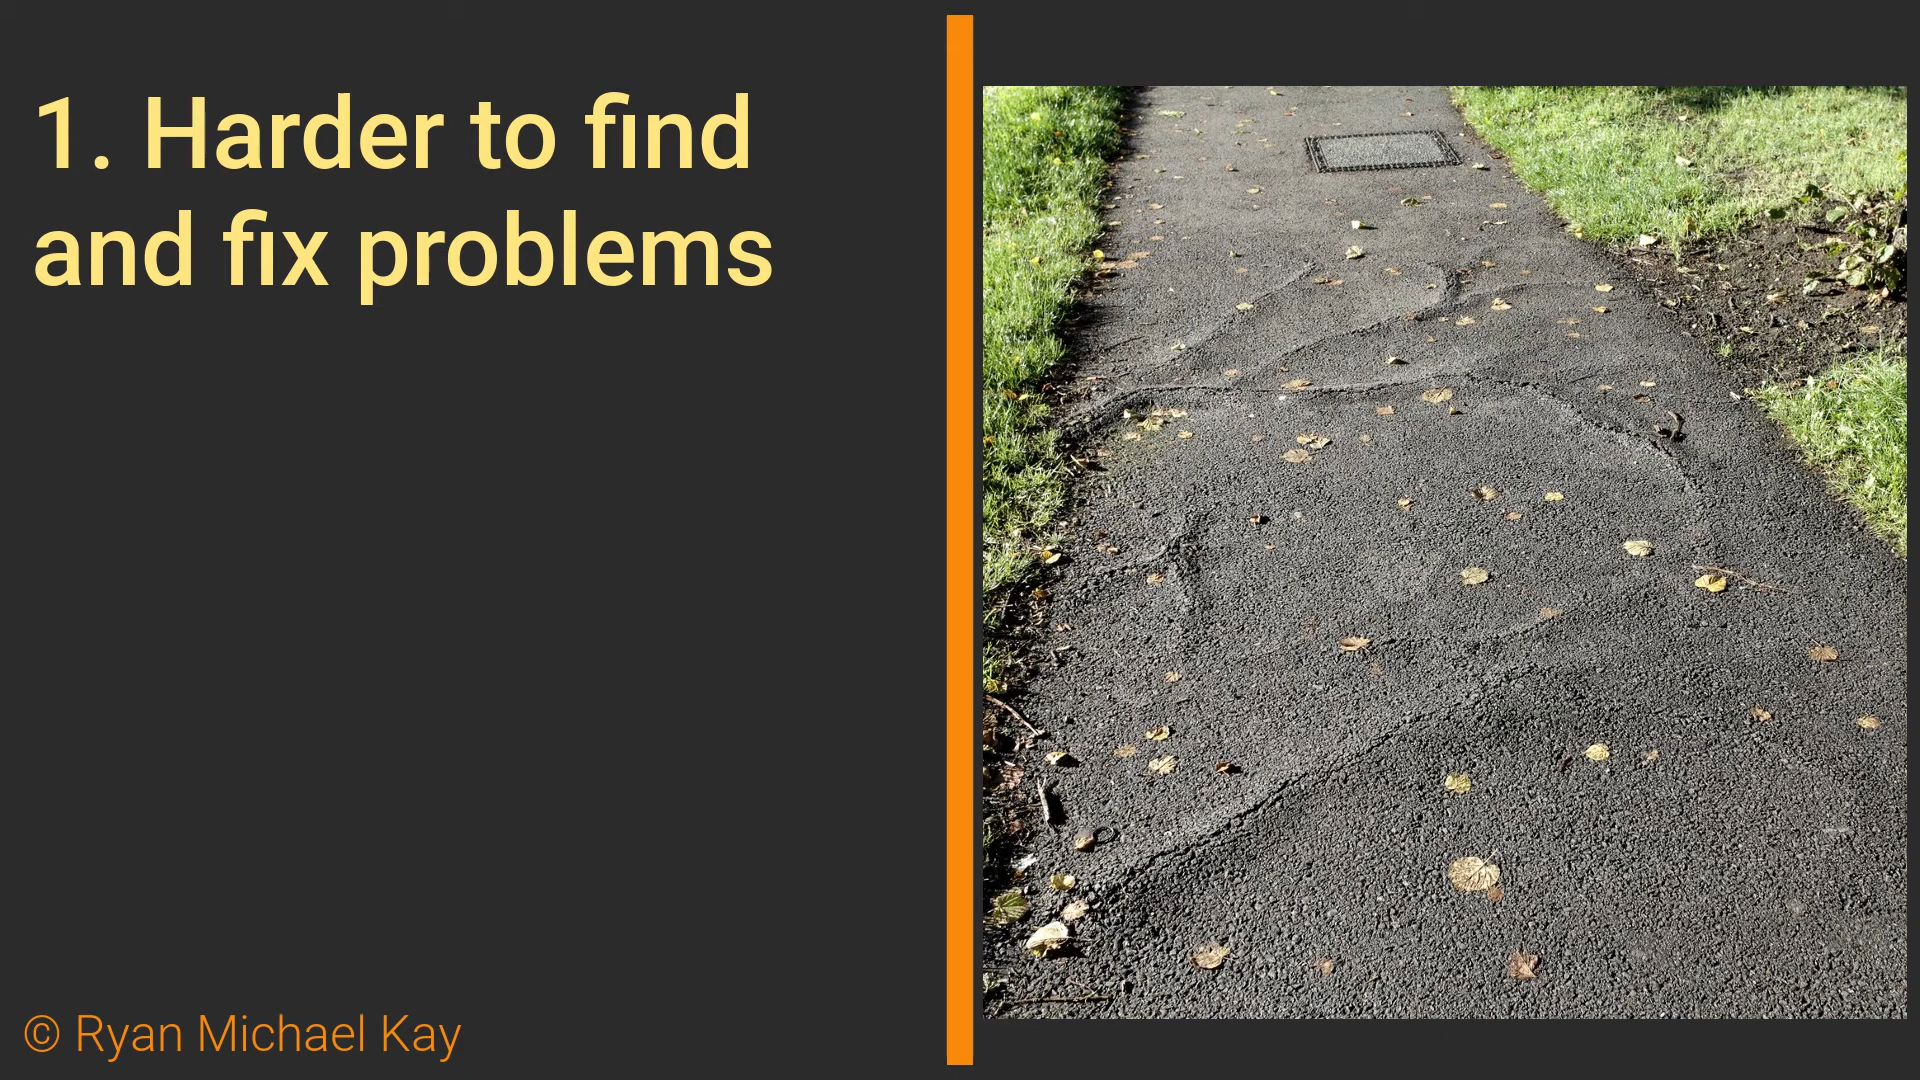 1. Harder to find
and fix problems
© Ryan Michael Kay